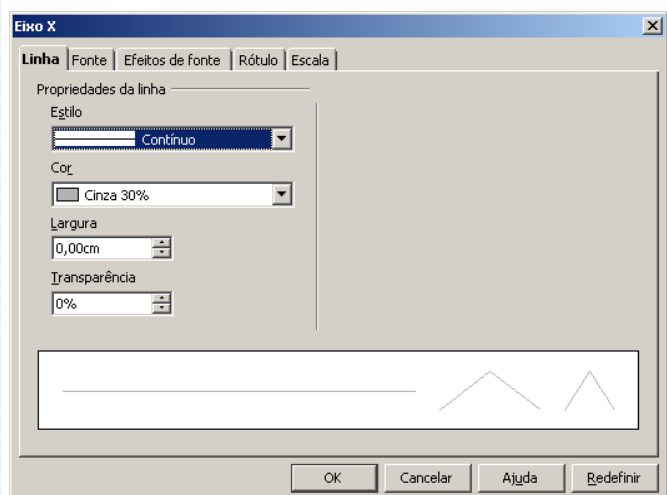 Eixo X
Linha Fonte Efeitos de fonte Rótulo Escala
Propriedades da linha
Estilo
Contínuo
Cor
Cinza 30%
Largura
0,00cm
Transparência
0%
OK Cancelar Ajuda Redefinir